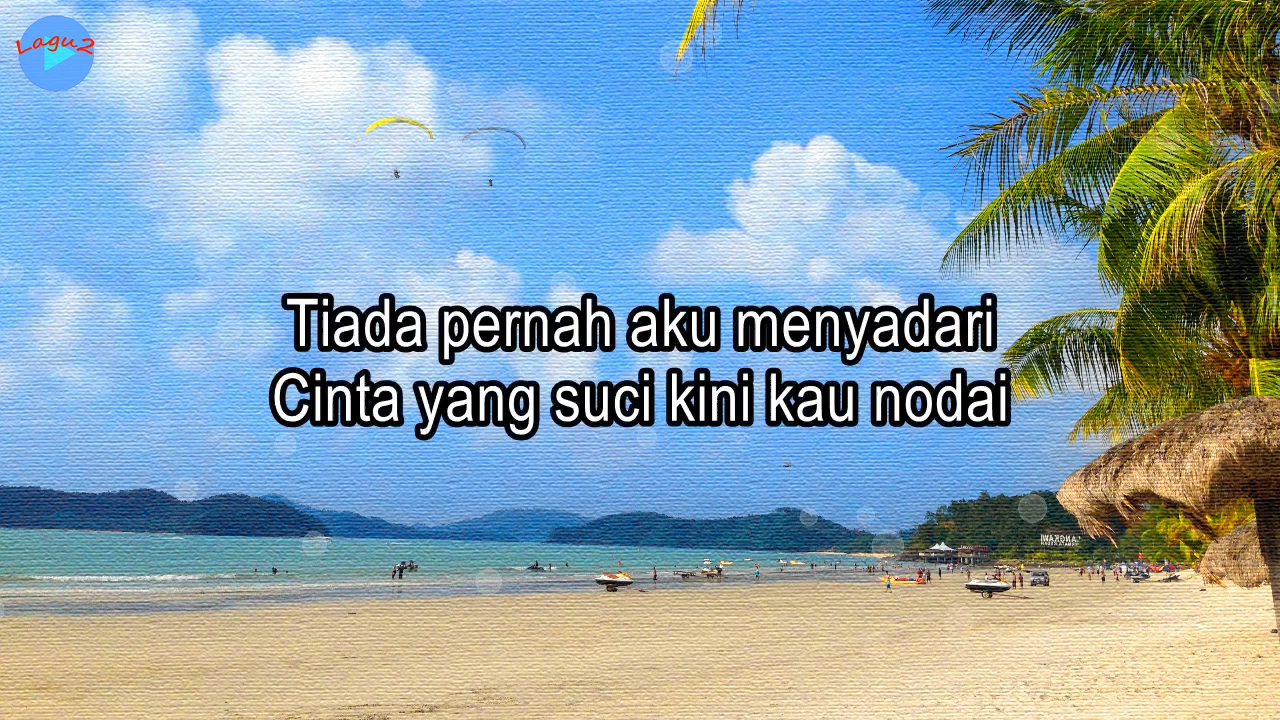 Lagu2
Tiada pernah aku menyadari
Cinta yang suci kini kau nodai